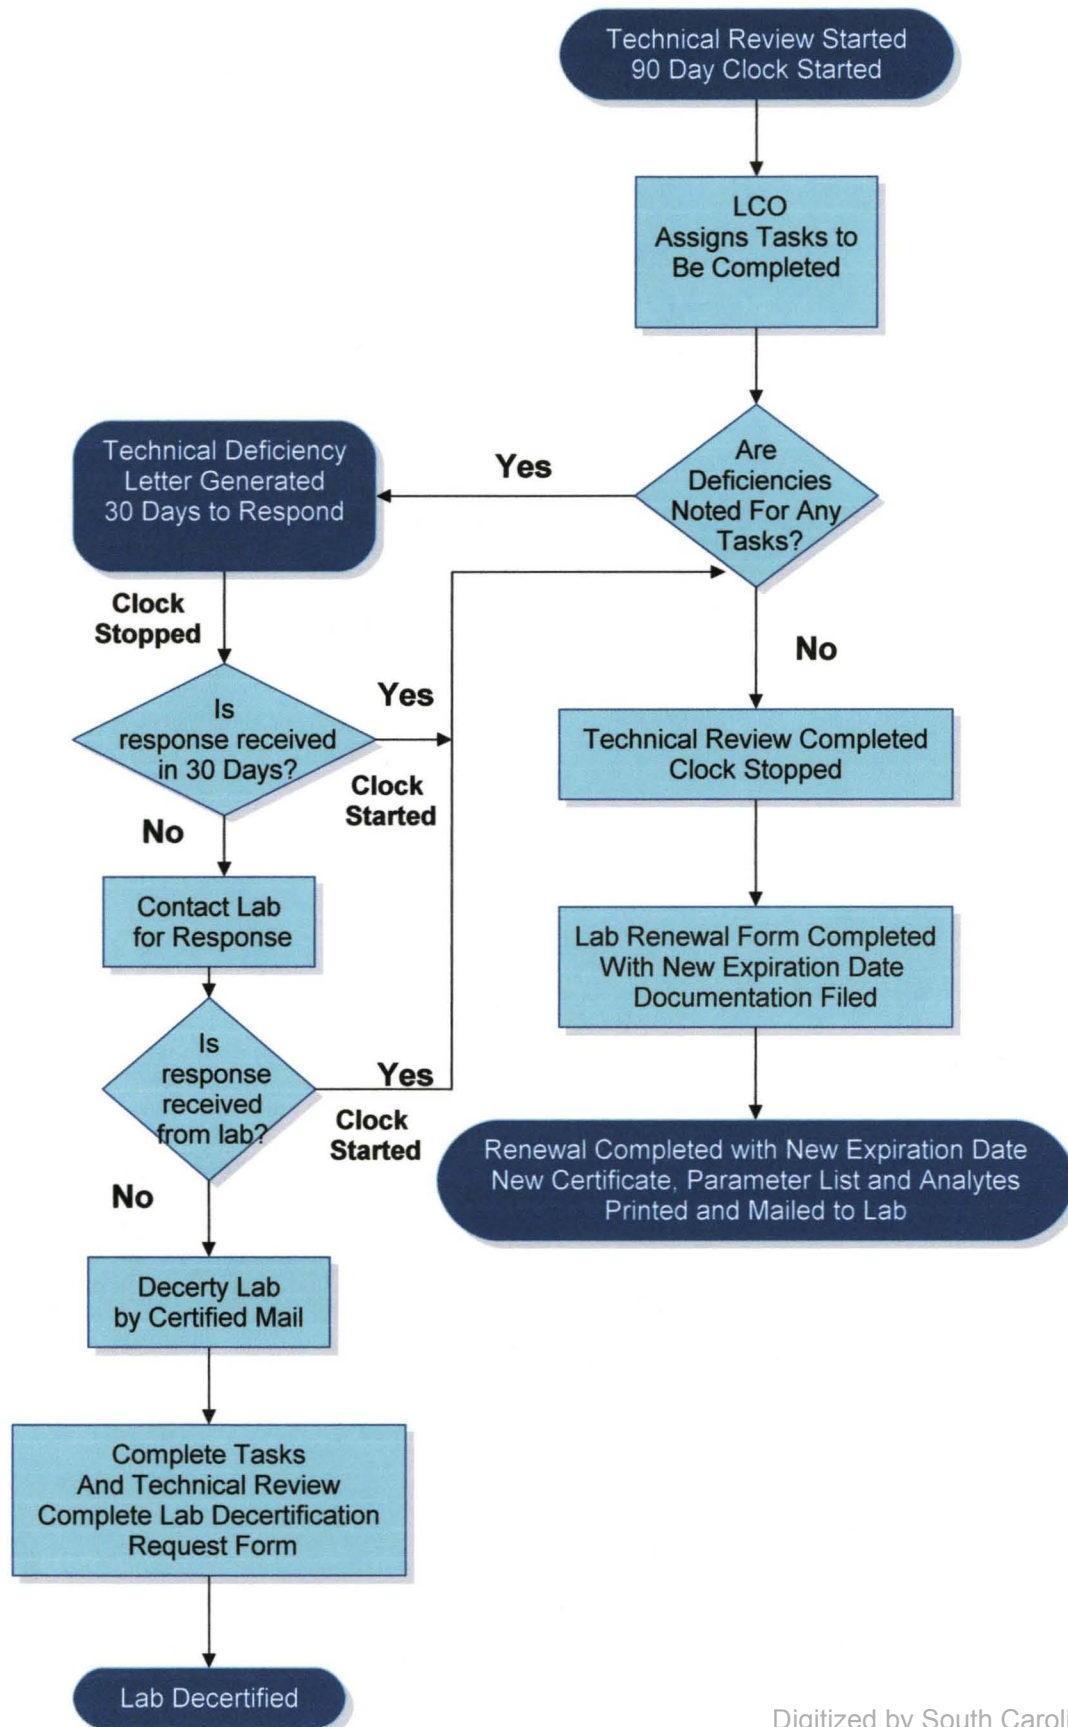 Technical Review Started
90 Day Clock Started
LCO
Assigns Tasks to
Be Completed
Are
Deficiencies
Noted For Any
Tasks?
Yes
Technical Deficiency
Letter Generated
30 Days to Respond
Clock
Stopped
Is
response received
in 30 Days?
Yes
Clock
Started
No
Contact Lab
for Response
Is
response
received
from lab?
Yes
Clock
Started
No
Decerty Lab
by Certified Mail
Complete Tasks
And Technical Review
Complete Lab Decertification
Request Form
Lab Decertified
No
Technical Review Completed
Clock Stopped
Lab Renewal Form Completed
With New Expiration Date
Documentation Filed
Renewal Completed with New Expiration Date
New Certificate, Parameter List and Analytes
Printed and Mailed to Lab
Digitized by South Caroli